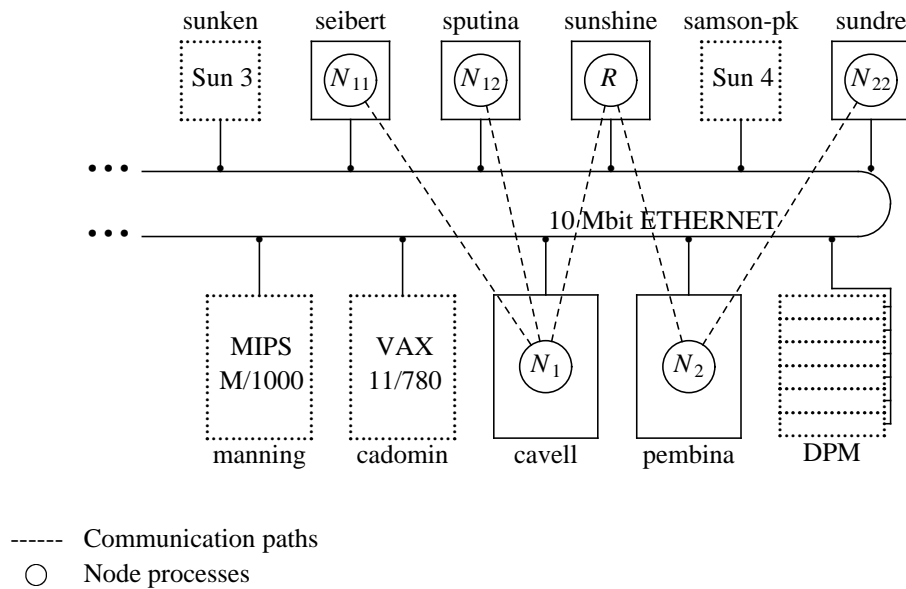 sunken seibert sputina sunshine samson-pk sundre
Sun 3 N11 N12 R Sun 4 N22
10 Mbit ETHERNET
MIPS
M/1000
VAX
11/780
N1 N2
manning cadomin cavell pembina DPM
------ Communication paths
Node processes